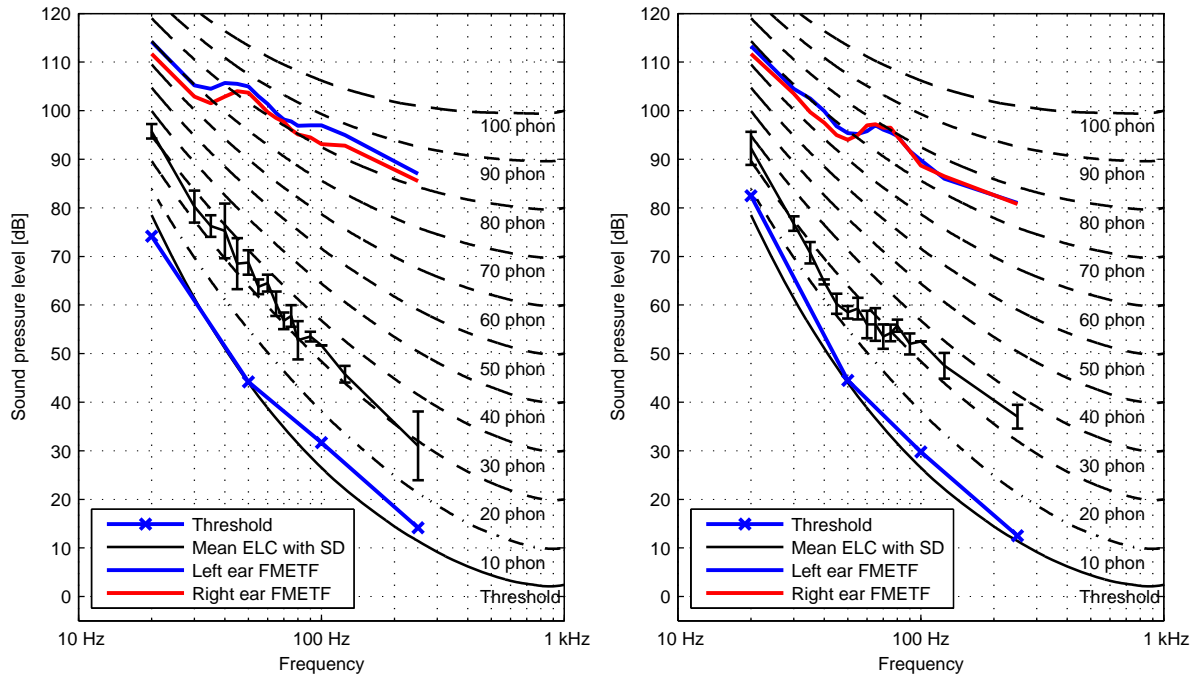 120
110
100
90
80
70
60
50
40
30
20
10
0
Sound pressure level [dB]
100 phon
90 phon
80 phon
70 phon
60 phon
50 phon
40 phon
30 phon
20 phon
10 phon
Threshold
Threshold
Mean ELC with SD
Left ear FMETF
Right ear FMETF
10 Hz
100 Hz
1 kHz
Frequency
120
110
100
90
80
70
60
50
40
30
20
10
0
Sound pressure level [dB]
100 phon
90 phon
80 phon
70 phon
60 phon
50 phon
40 phon
30 phon
20 phon
10 phon
Threshold
Threshold
Mean ELC with SD
Left ear FMETF
Right ear FMETF
10 Hz
100 Hz
1 kHz
Frequency